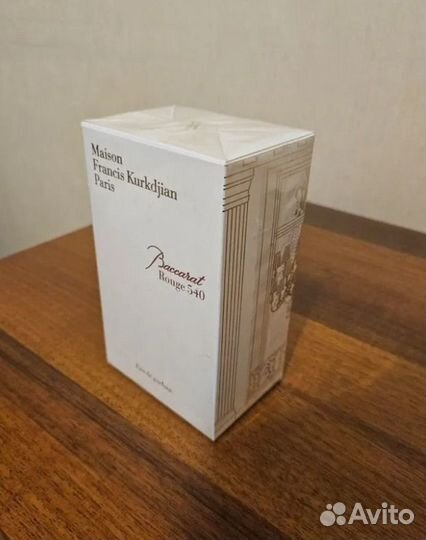 Maison
Francis Kurkdjian
Paris
Baccarat
Rouge 540
Eau de parfum
Avito